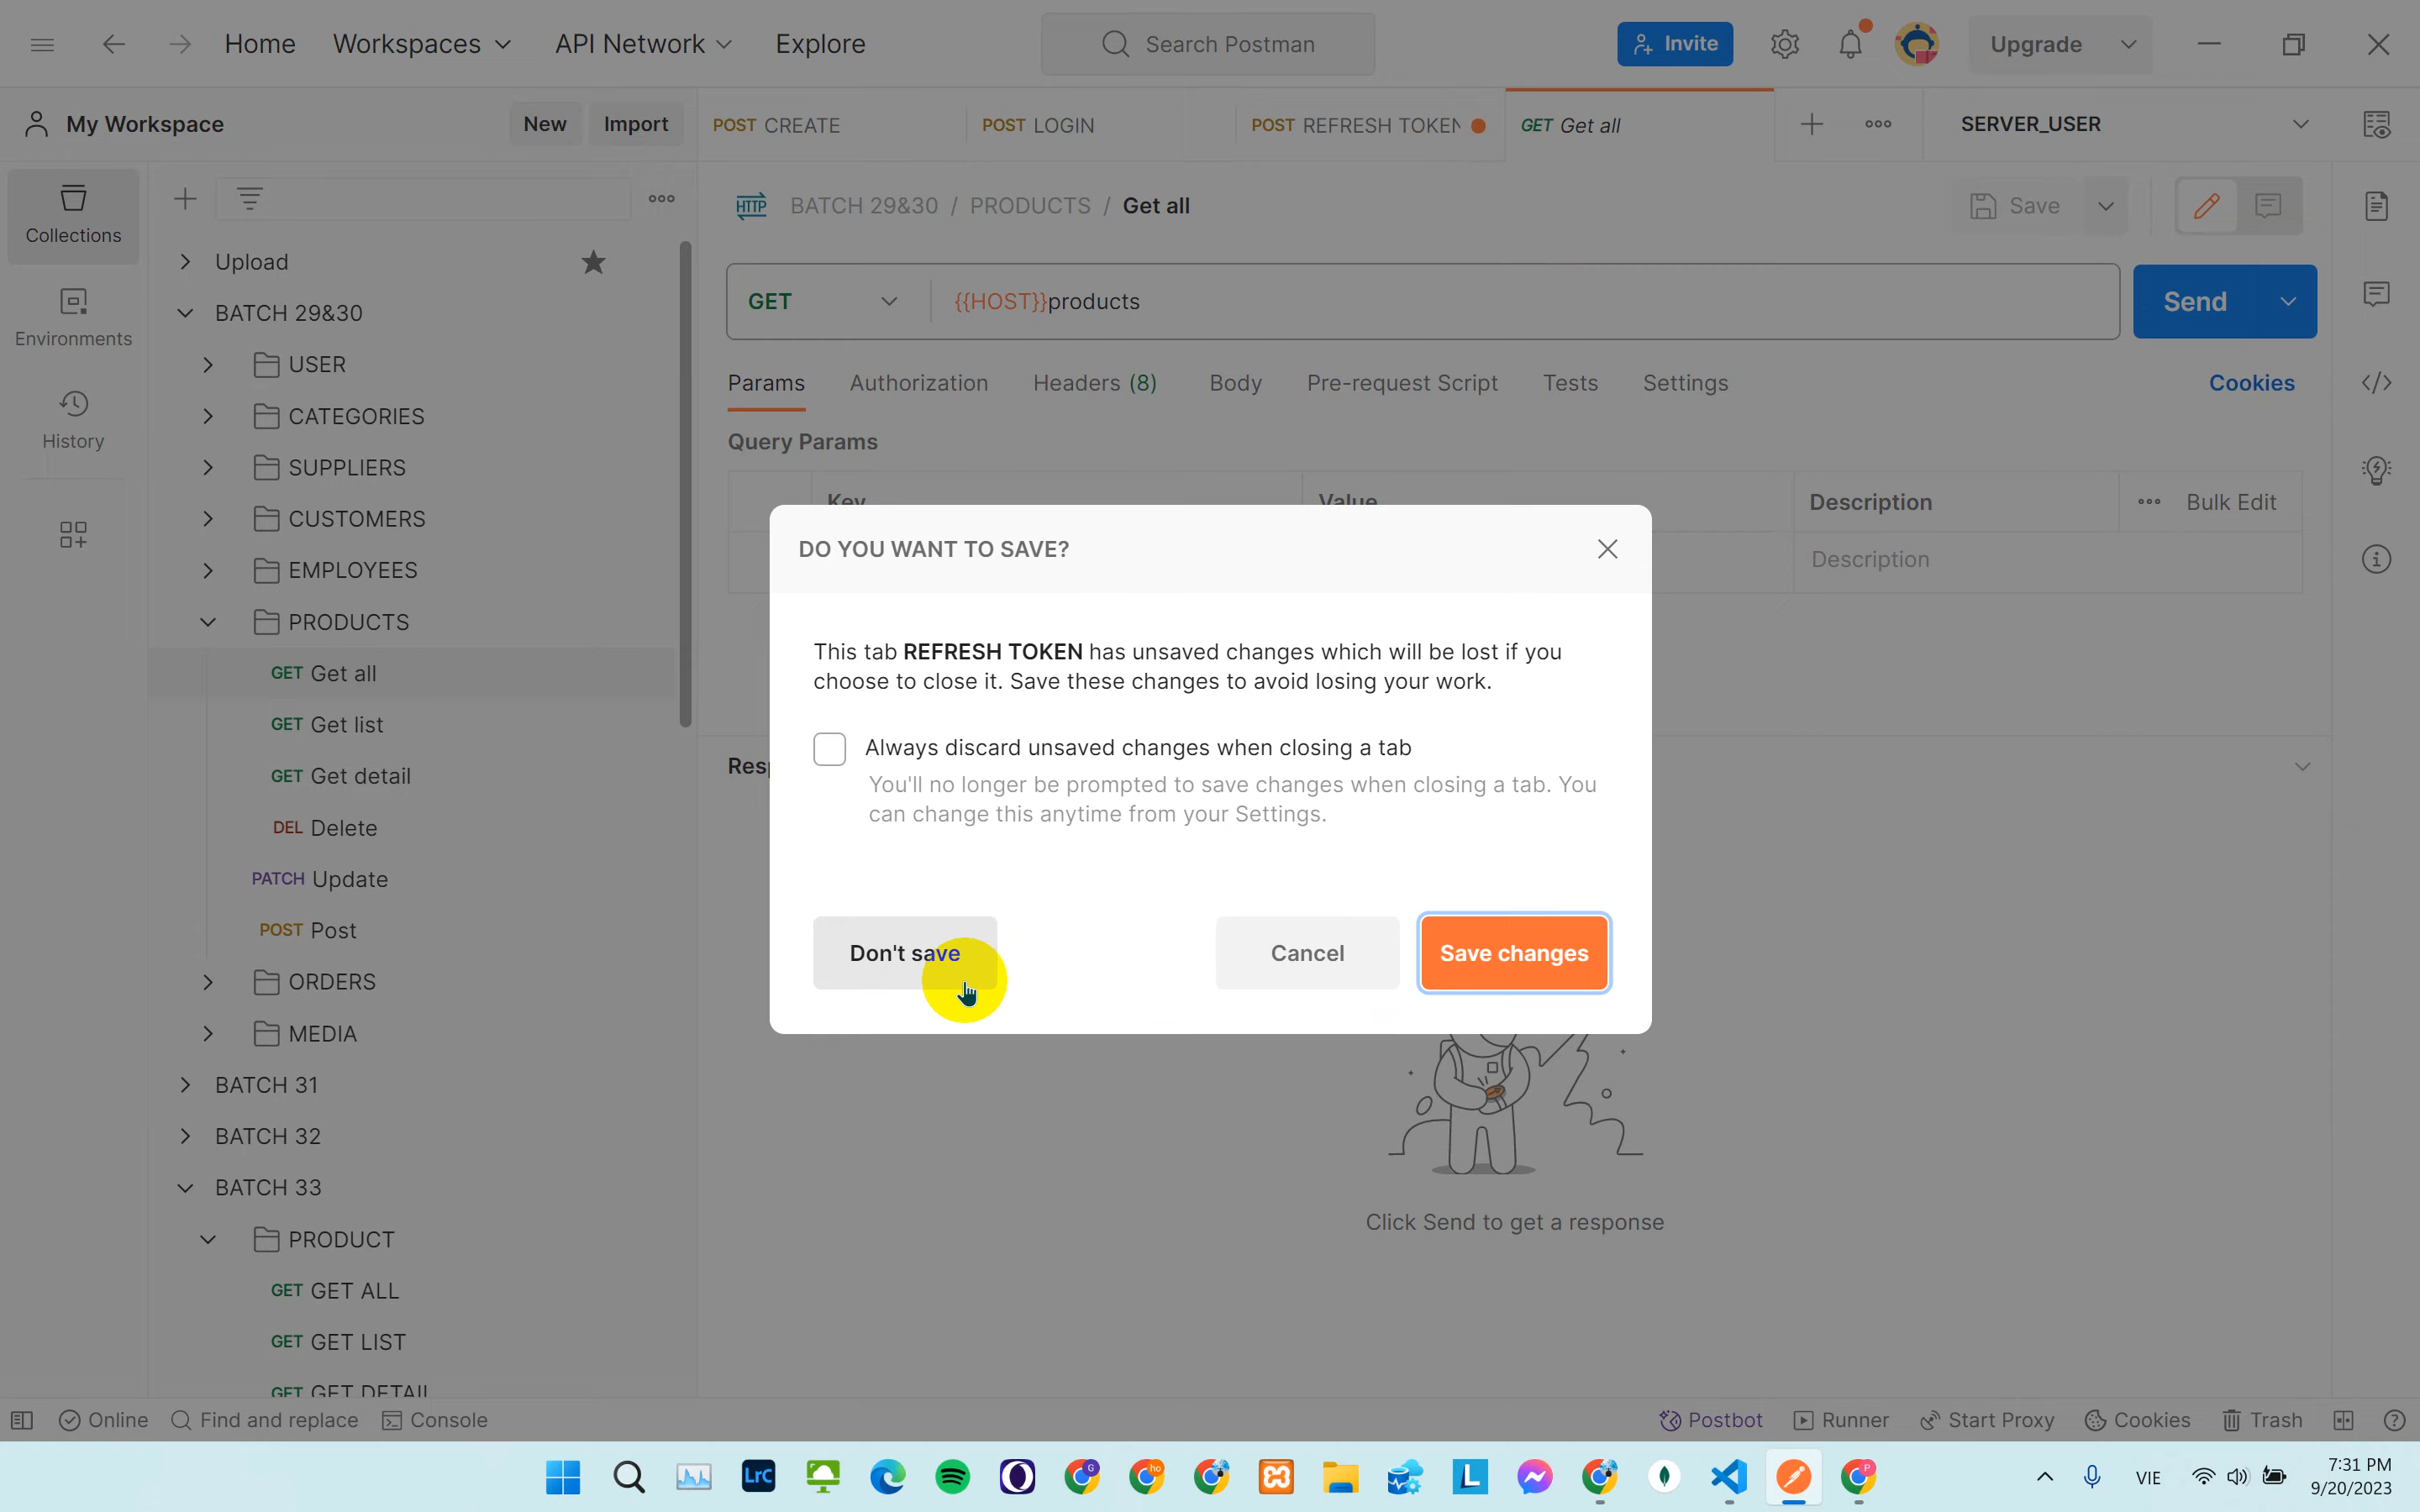 Home Workspaces API Network Explore Search Postman Invite Upgrade
My Workspace New Import POST CREATE POST LOGIN POST REFRESH TOKEN GET Get all SERVER_USER
Collections
Environments
History
Upload
BATCH 29&30
USER
CATEGORIES
SUPPLIERS
CUSTOMERS
EMPLOYEES
PRODUCTS
GET Get all
GET Get list
GET Get detail
DEL Delete
PATCH Update
POST Post
ORDERS
MEDIA
BATCH 31
BATCH 32
BATCH 33
PRODUCT
GET GET ALL
GET GET LIST
GET GET DETAIL
HTTP BATCH 29&30 / PRODUCTS / Get all Save
GET {{HOST}}products Send
Params Authorization Headers (8) Body Pre-request Script Tests Settings Cookies
Query Params
Key Value Description Bulk Edit
Description
Res
DO YOU WANT TO SAVE?
This tab REFRESH TOKEN has unsaved changes which will be lost if you
choose to close it. Save these changes to avoid losing your work.
Always discard unsaved changes when closing a tab
You'll no longer be prompted to save changes when closing a tab. You
can change this anytime from your Settings.
Don't save Cancel Save changes
Click Send to get a response
Online Find and replace Console Postbot Runner Start Proxy Cookies Trash
LrC G ho L P VIE 7:31 PM
9/20/2023